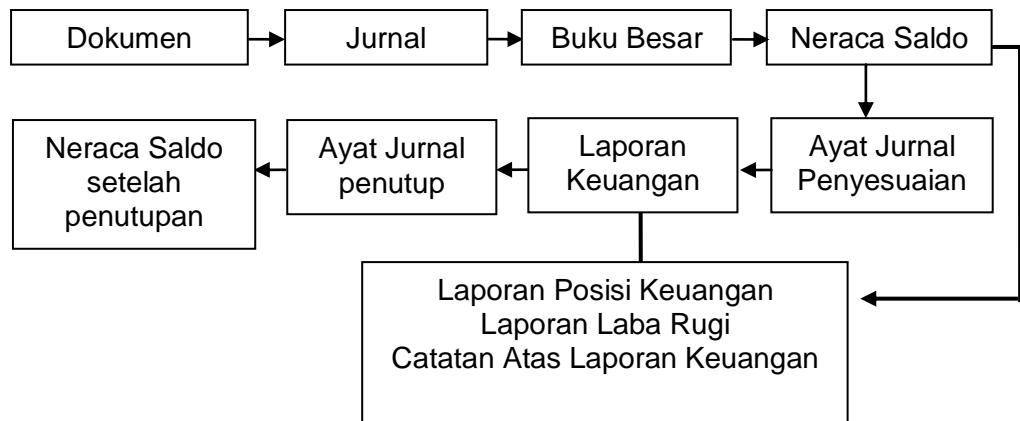 Dokumen
Jurnal
Buku Besar
Neraca Saldo
Neraca Saldo
setelah
penutupan
Ayat Jurnal
penutup
Laporan
Keuangan
Ayat Jurnal
Penyesuaian
Laporan Posisi Keuangan
Laporan Laba Rugi
Catatan Atas Laporan Keuangan